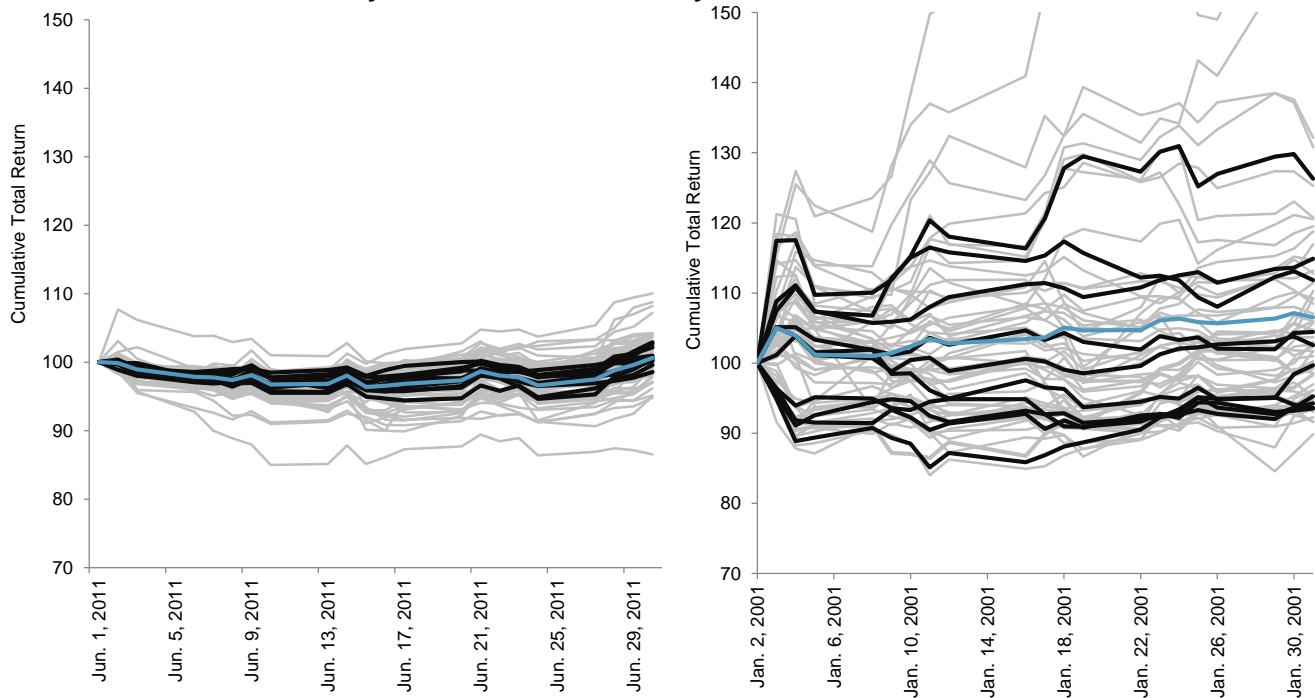 150
140
130
120
110
100
90
80
70
Cumulative Total Return
Jun. 1, 2011
Jun. 5, 2011
Jun. 9, 2011
Jun. 13, 2011
Jun. 17, 2011
Jun. 21, 2011
Jun. 25, 2011
Jun. 29, 2011
150
140
130
120
110
100
90
80
70
Cumulative Total Return
Jan. 2, 2001
Jan. 6, 2001
Jan. 10, 2001
Jan. 14, 2001
Jan. 18, 2001
Jan. 22, 2001
Jan. 26, 2001
Jan. 30, 2001